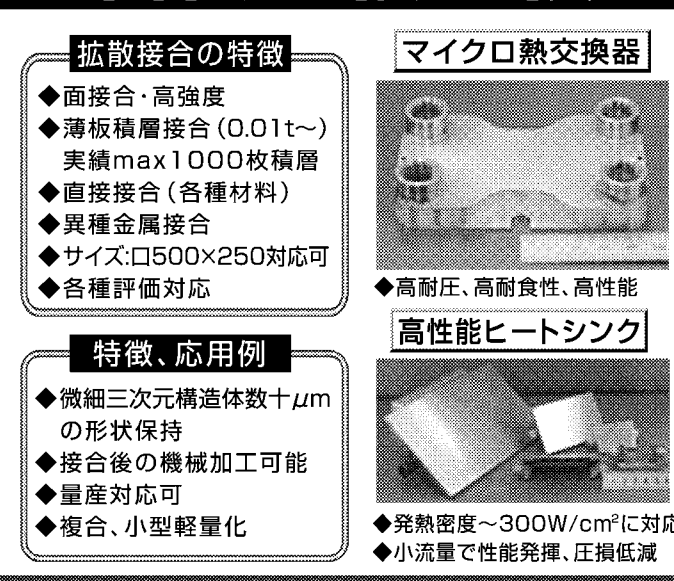 拡散接合の特徴
◆面接合・高強度
◆薄板積層接合(0.01t〜)
実績max1000枚積層
◆直接接合(各種材料)
◆異種金属接合
◆サイズ:口500×250対応可
◆各種評価対応
特徴、応用例
◆微細三次元構造体数十μm
の形状保持
◆接合後の機械加工可能
◆量産対応可
◆複合、小型軽量化
マイクロ熱交換器
◆高耐圧、高耐食性、高性能
高性能ヒートシンク
◆発熱密度〜300W/cm²に対応
◆小流量で性能発揮、圧損低減